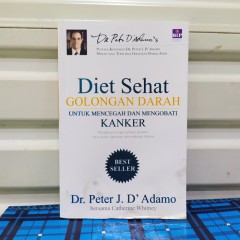 Dr. Peter D'Adamo's
BIP
Diet Sehat
GOLONGAN DARAH
UNTUK MENCEGAH DAN MENGOBATI
KANKER
BEST
SELLER
Dr. Peter J. D'Adamo
bersama Catherine Whitney